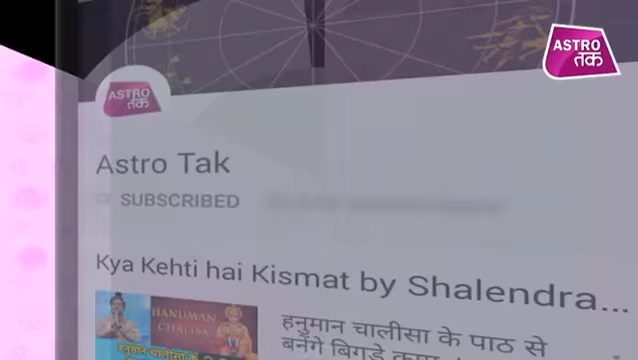 ASTRO
तक
ASTRO
तक
Astro Tak
SUBSCRIBED
Kya Kehti hai Kismat by Shalendra...
HANUMAN
CHALISA
हनुमान चालीसा के पाठ से
बनेंगे बिगड़े काम